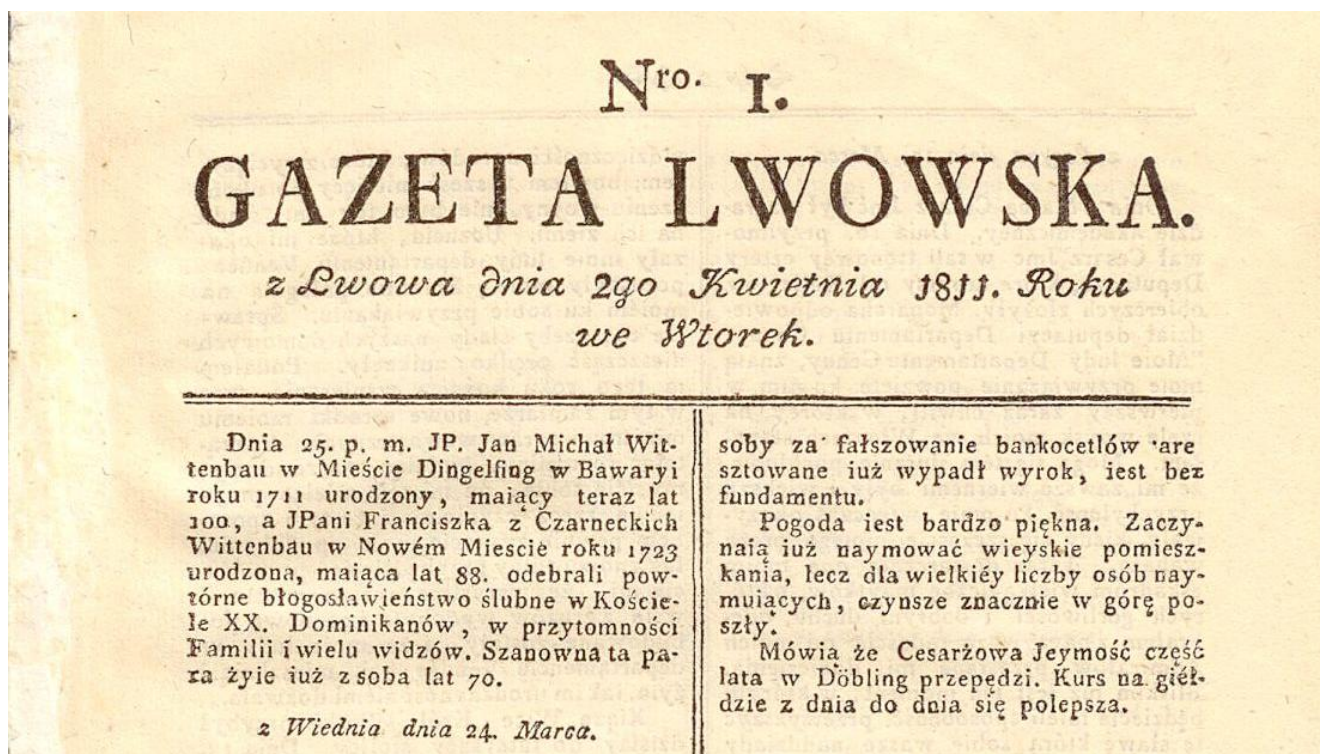 Nro. 1.
GAZETA LWOWSKA.
z Lwowa dnia 2go Kwietnia 1811. Roku
we Wtorek.
Dnia 25. p. m. JP. Jan Michał Wit-
tenbau w Mieście Dingelfing w Bawaryi
roku 1711 urodzony, maiący teraz lat
100, a JPani Franciszka z Czarneckich
Wittenbau w Nowém Miescie roku 1723
urodzona, maiąca lat 88. odebrali pow-
tórne błogosławieństwo ślubne w Koście-
le XX. Dominikanów, w przytomności
Familii i wielu widzów. Szanowna ta pa-
ra żyie iuż z soba lat 70.
z Wiednia dnia 24. Marca.
soby za fałszowanie bankocetlów are
sztowane iuż wypadł wyrok, iest bez
fundamentu.
Pogoda iest bardzo piękna. Zaczy-
naią iuż naymować wieyskie pomiesz-
kania, lecz dla wielkiéy liczby osób nay-
muiących, czynsze znacznie w górę po-
szły.
Mówią że Cesarżowa Jeymość część
lata w Döbling przepędzi. Kurs na gieł-
dzie z dnia do dnia się polepsza.